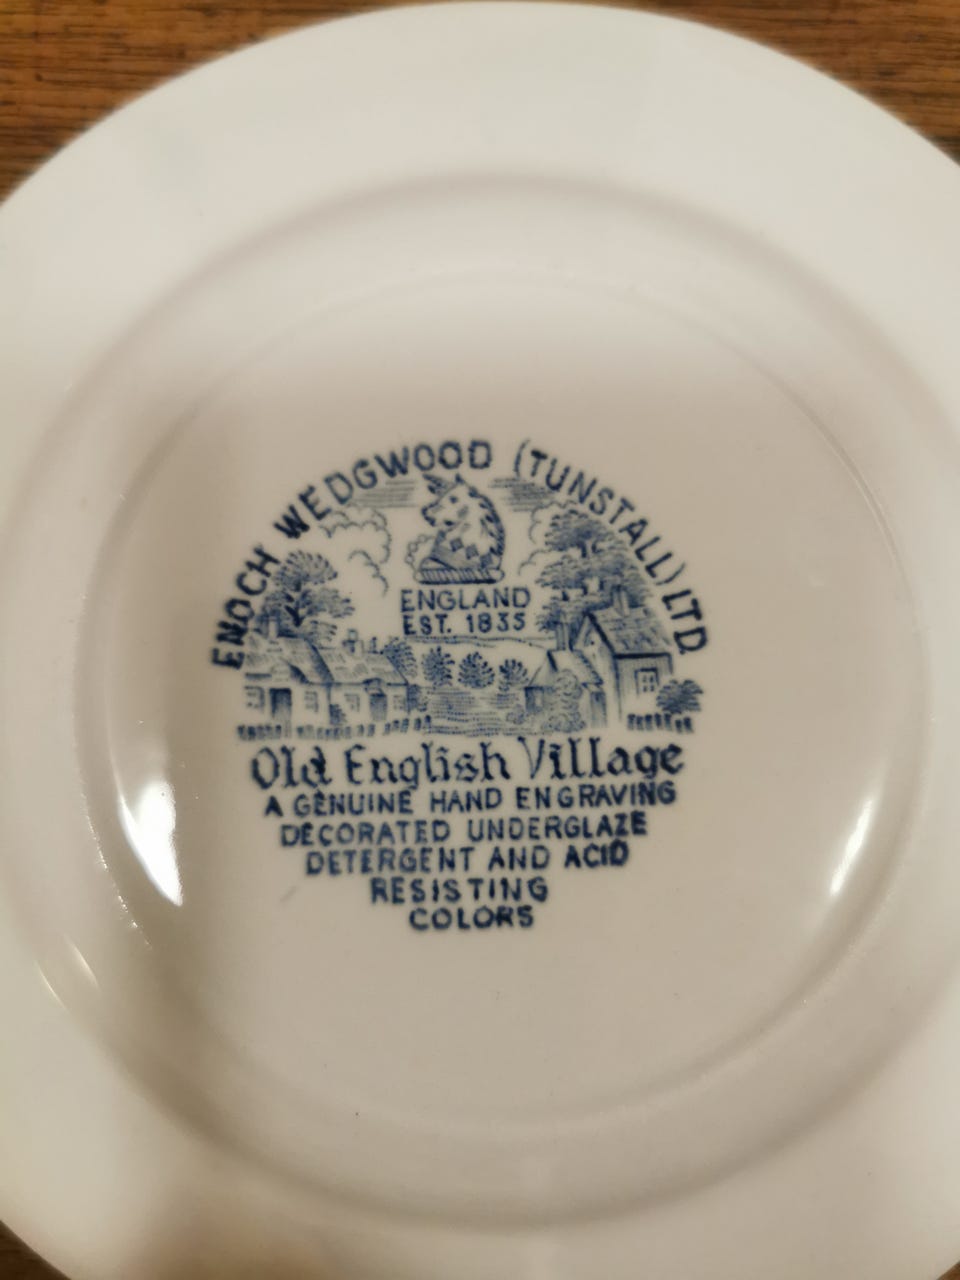 ENOCH WEDGWOOD (TUNSTALL) LTD
ENGLAND
EST. 1835
Old English Village
A GENUINE HAND ENGRAVING
DECORATED UNDERGLAZE
DETERGENT AND ACID
RESISTING
COLORS